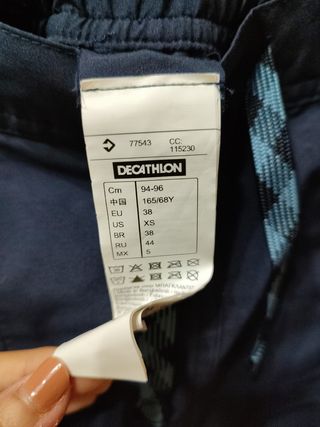 77543 CC: 115230
DECATHLON
Cm 94-96
中国 165/68Y
EU 38
US XS
BR 38
RU 44
MX 5